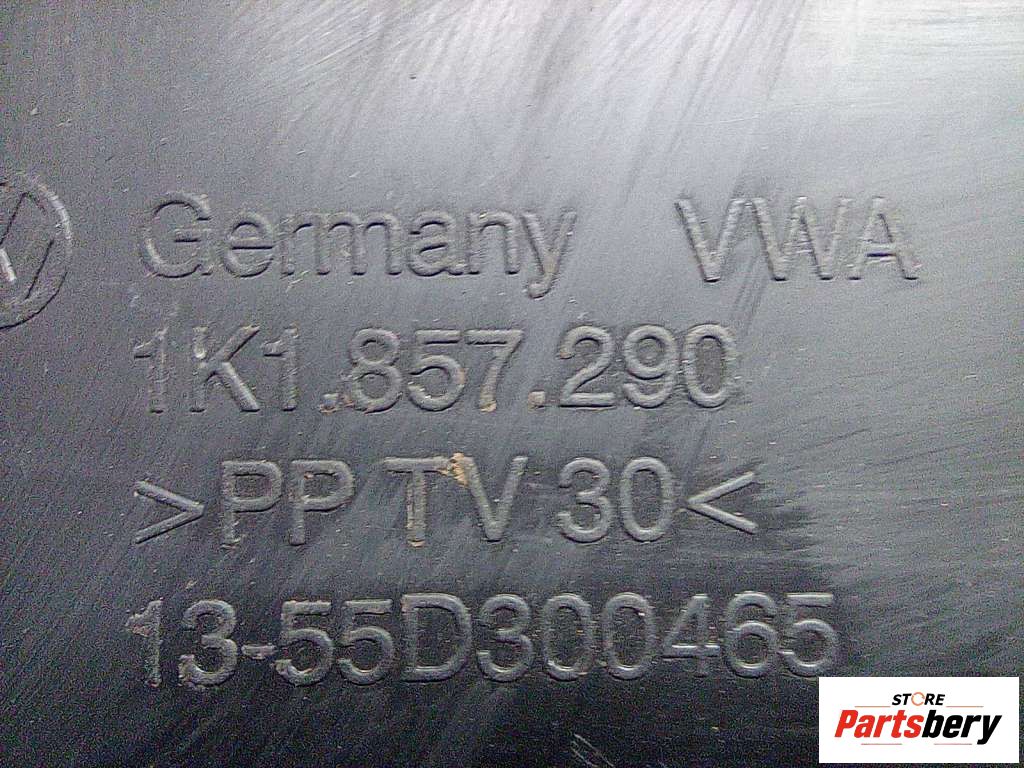 Germany VWA
1K1.857.290
>PP TV 30<
13-55D300465
STORE
Partsbery